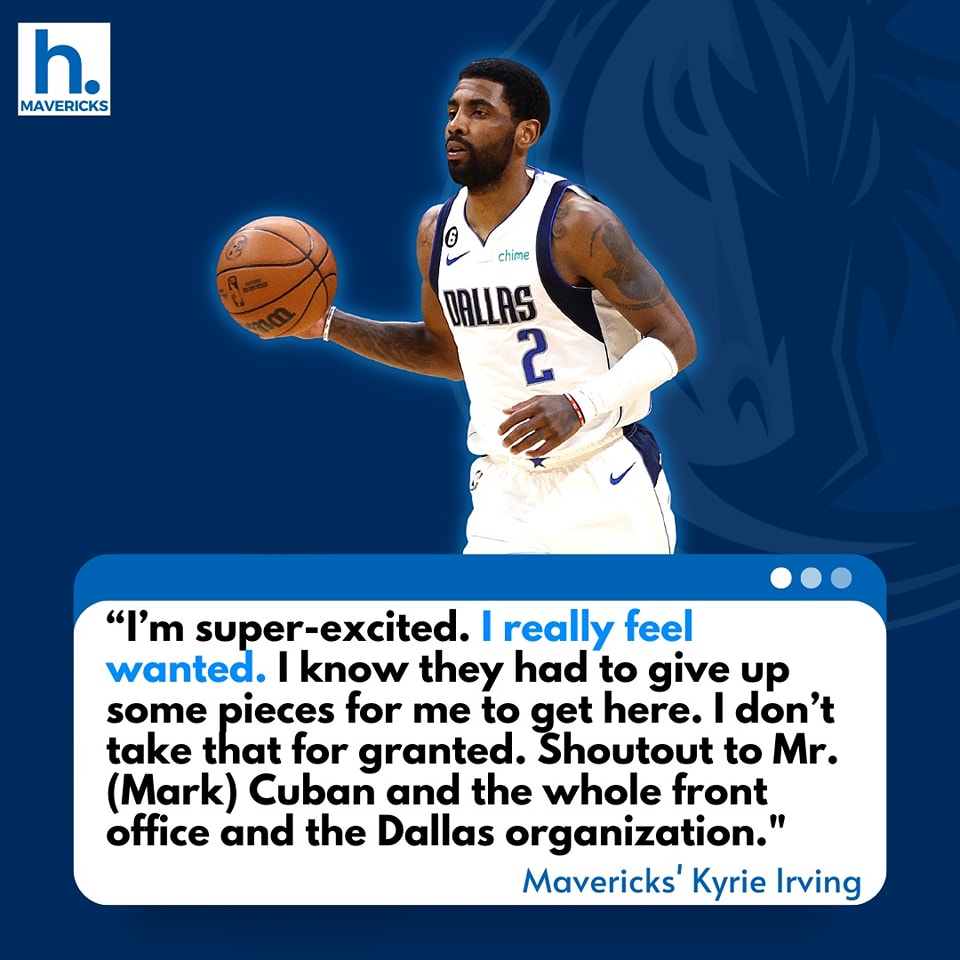 h.
MAVERICKS
6
chime
DALLAS
2
“I’m super-excited. I really feel
wanted. I know they had to give up
some pieces for me to get here. I don’t
take that for granted. Shoutout to Mr.
(Mark) Cuban and the whole front
office and the Dallas organization."
Mavericks' Kyrie Irving